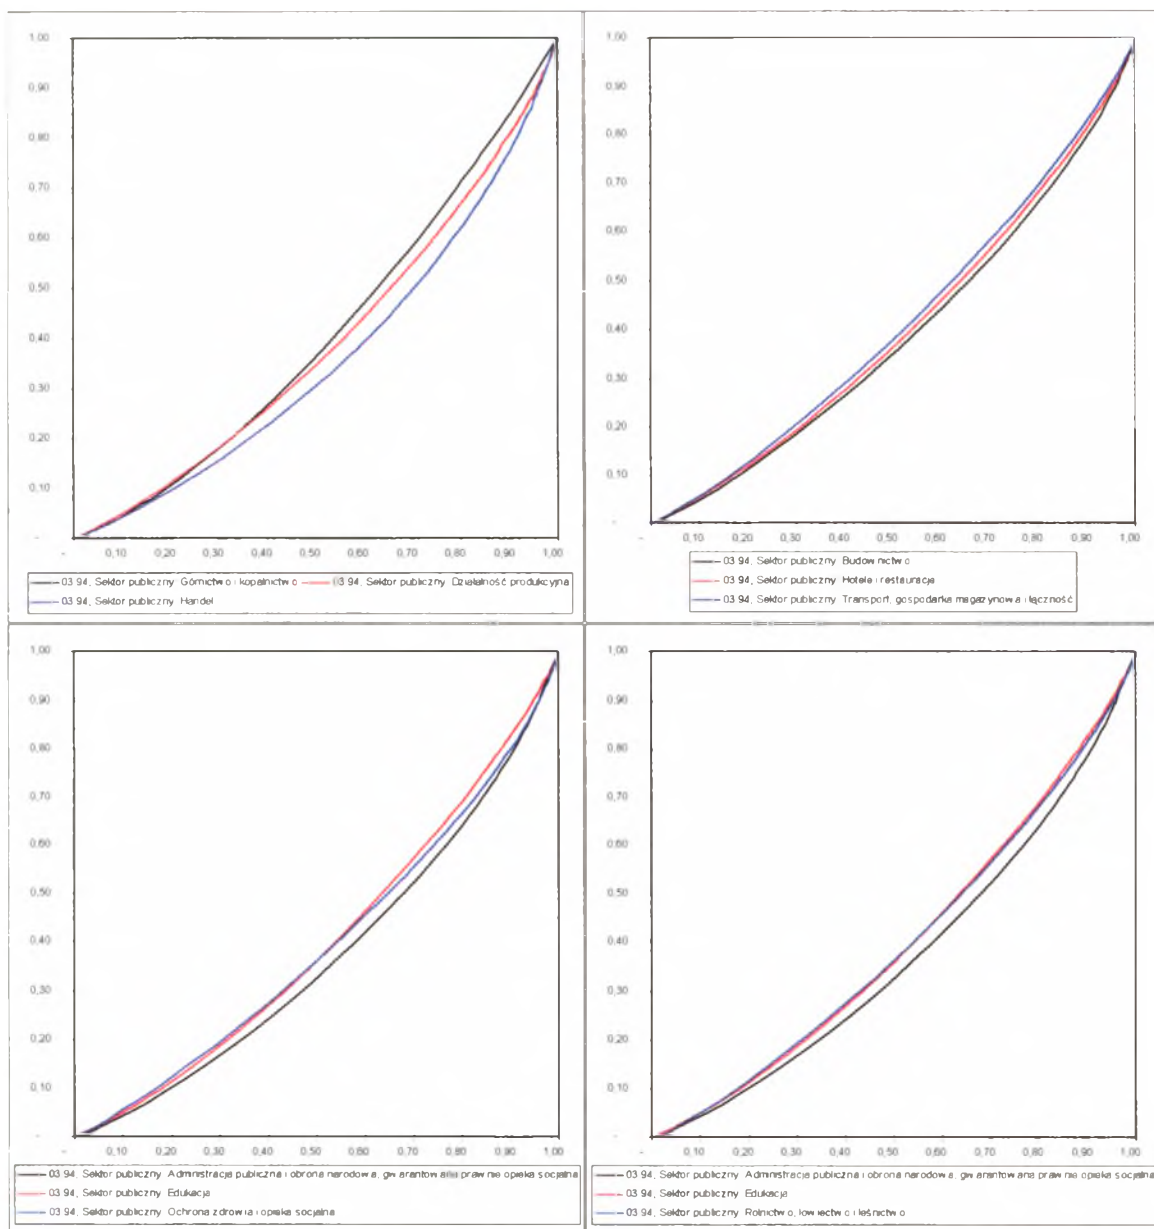 1,00
0,90
0,80
0,70
0,60
0,50
0,40
0,30
0,20
0,10
-
- 0,10 0,20 0,30 0,40 0,50 0,60 0,70 0,80 0,90 1,00
03 94, Sektor publiczny Górnictwo i kopalnictwo 03 94, Sektor publiczny Działalność produkcyjna
03 94, Sektor publiczny Handel
1,00
0,90
0,80
0,70
0,60
0,50
0,40
0,30
0,20
0,10
-
- 0,10 0,20 0,30 0,40 0,50 0,60 0,70 0,80 0,90 1,00
03 94, Sektor publiczny Budownictwo
03 94, Sektor publiczny Hotele i restauracje
03 94, Sektor publiczny Transport, gospodarka magazynowa i łączność
1,00
0,90
0,80
0,70
0,60
0,50
0,40
0,30
0,20
0,10
-
- 0,10 0,20 0,30 0,40 0,50 0,60 0,70 0,80 0,90 1,00
03 94, Sektor publiczny Administracja publiczna i obrona narodowa, gwarantowana prawnie opieka socjalna
03 94, Sektor publiczny Edukacja
03 94, Sektor publiczny Ochrona zdrowia i opieka socjalna
1,00
0,90
0,80
0,70
0,60
0,50
0,40
0,30
0,20
0,10
-
- 0,10 0,20 0,30 0,40 0,50 0,60 0,70 0,80 0,90 1,00
03 94, Sektor publiczny Administracja publiczna i obrona narodowa, gwarantowana prawnie opieka socjalna
03 94, Sektor publiczny Edukacja
03 94, Sektor publiczny Rolnictwo, łowiectwo i leśnictwo